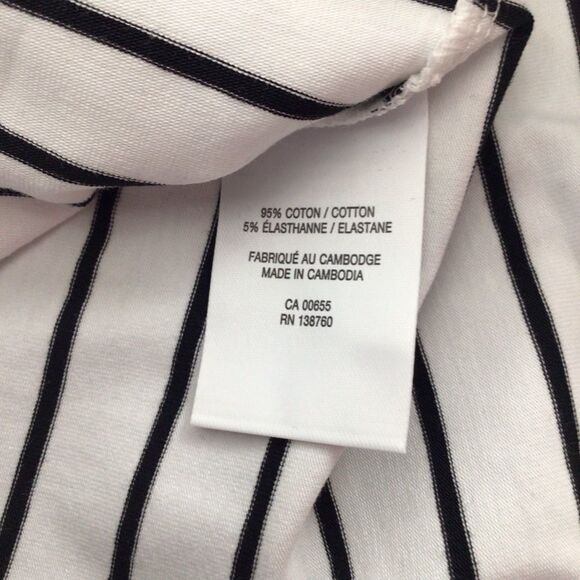 95% COTON / COTTON
5% ÉLASTHANNE / ELASTANE
FABRIQUÉ AU CAMBODGE
MADE IN CAMBODIA
CA 00655
RN 138760